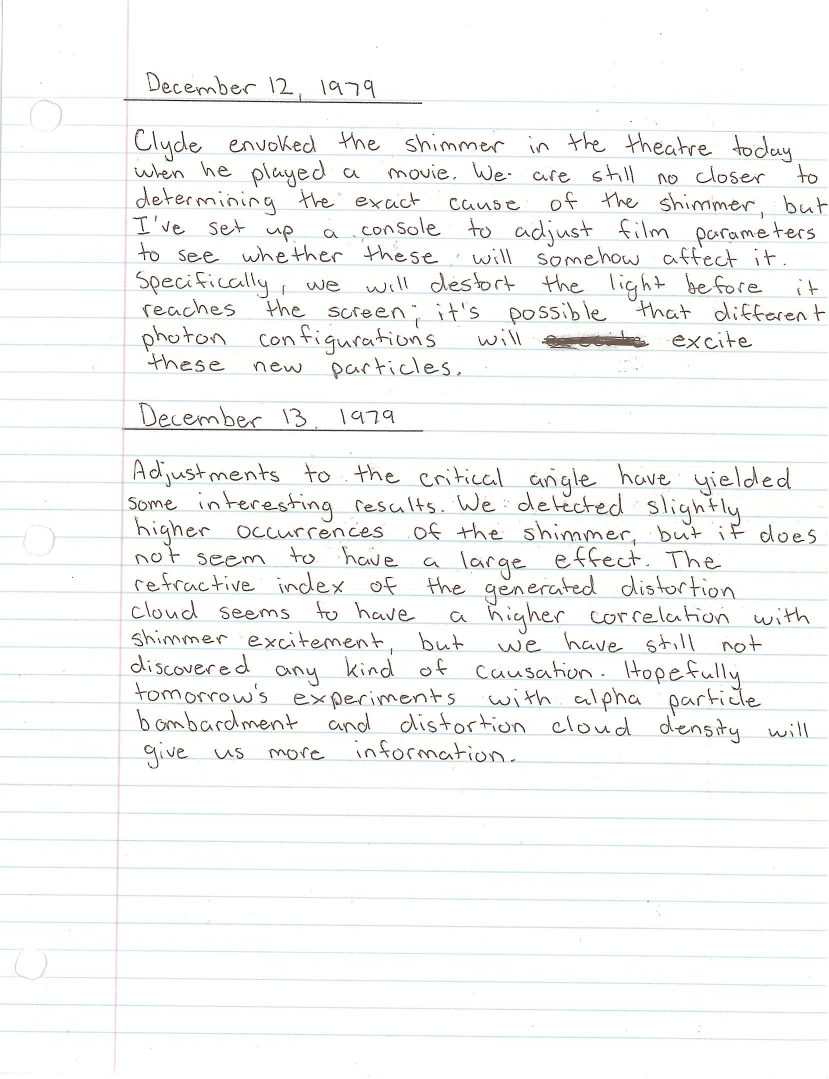 December 12, 1979
Clyde envoked the shimmer in the theatre today
when he played a movie. We are still no closer to
determining the exact cause of the shimmer, but
I've set up a console to adjust film parameters
to see whether these will somehow affect it.
Specifically, we will destort the light before it
reaches the screen; it's possible that different
photon configurations will excite
these new particles.
December 13, 1979
Adjustments to the critical angle have yielded
some interesting results. We detected slightly
higher occurrences of the shimmer, but it does
not seem to have a large effect. The
refractive index of the generated distortion
cloud seems to have a higher correlation with
shimmer excitement, but we have still not
discovered any kind of causation. Hopefully
tomorrow's experiments with alpha particle
bombardment and distortion cloud density will
give us more information.